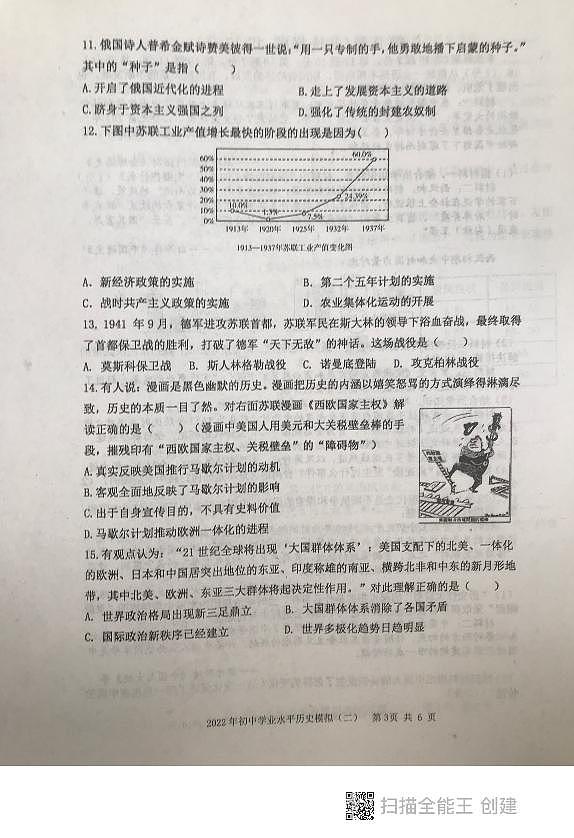 11.俄国诗人普希金赋诗赞美彼得一世说:“用一只专制的手,他勇敢地播下启蒙的种子。”
其中的“种子”是指(　　)
A.开启了俄国近代化的进程　　B.走上了发展资本主义的道路
C.跻身于资本主义强国之列　　D.强化了传统的封建农奴制
12.下图中苏联工业产值增长最快的阶段的出现是因为(　　)
60%
50%
40%
30%
20%
10%
0%
10.0%
1.3%
7.5%
24.39%
60.0%
1913年 1920年 1925年 1932年 1937年
1913—1937年苏联工业产值变化图
A. 新经济政策的实施　　B. 第二个五年计划的实施
C. 战时共产主义政策的实施　　D. 农业集体化运动的开展
13. 1941 年 9月,德军进攻苏联首都,苏联军民在斯大林的领导下浴血奋战,最终取得
了首都保卫战的胜利,打破了德军“天下无敌”的神话。这场战役是(　　)
A. 莫斯科保卫战　B. 斯大林格勒战役　C. 诺曼底登陆　D. 攻克柏林战役
14.有人说:漫画是黑色幽默的历史。漫画把历史的内涵以嬉笑怒骂的方式演绎得淋漓尽
致,历史的本质一目了然。对右面苏联漫画《西欧国家主权》解
读正确的是(　　)(漫画中美国人用美元和大关税壁垒棒的手
段,摧残印有“西欧国家主权、关税壁垒”的“障碍物”)
A.真实反映美国推行马歇尔计划的动机
B.客观全面地反映了马歇尔计划的影响
C.出于自身宣传目的,不具有史料价值
D.马歇尔计划推动欧洲一体化的进程
15.有观点认为:“21 世纪全球将出现‘大国群体体系’;美国支配下的北美、一体化
的欧洲、日本和中国居突出地位的东亚、印度称雄的南亚、横跨北非和中东的新月形地
带,其中北美、欧洲、东亚三大群体将起决定性作用。”对此理解正确的是(　　)
A. 世界政治格局出现新三足鼎立　　B. 大国群体体系消除了各国矛盾
C. 国际政治新秩序已经建立　　D. 世界多极化趋势日趋明显
2022 年初中学业水平历史模拟(二)　第 3页 共 6 页
扫描全能王 创建